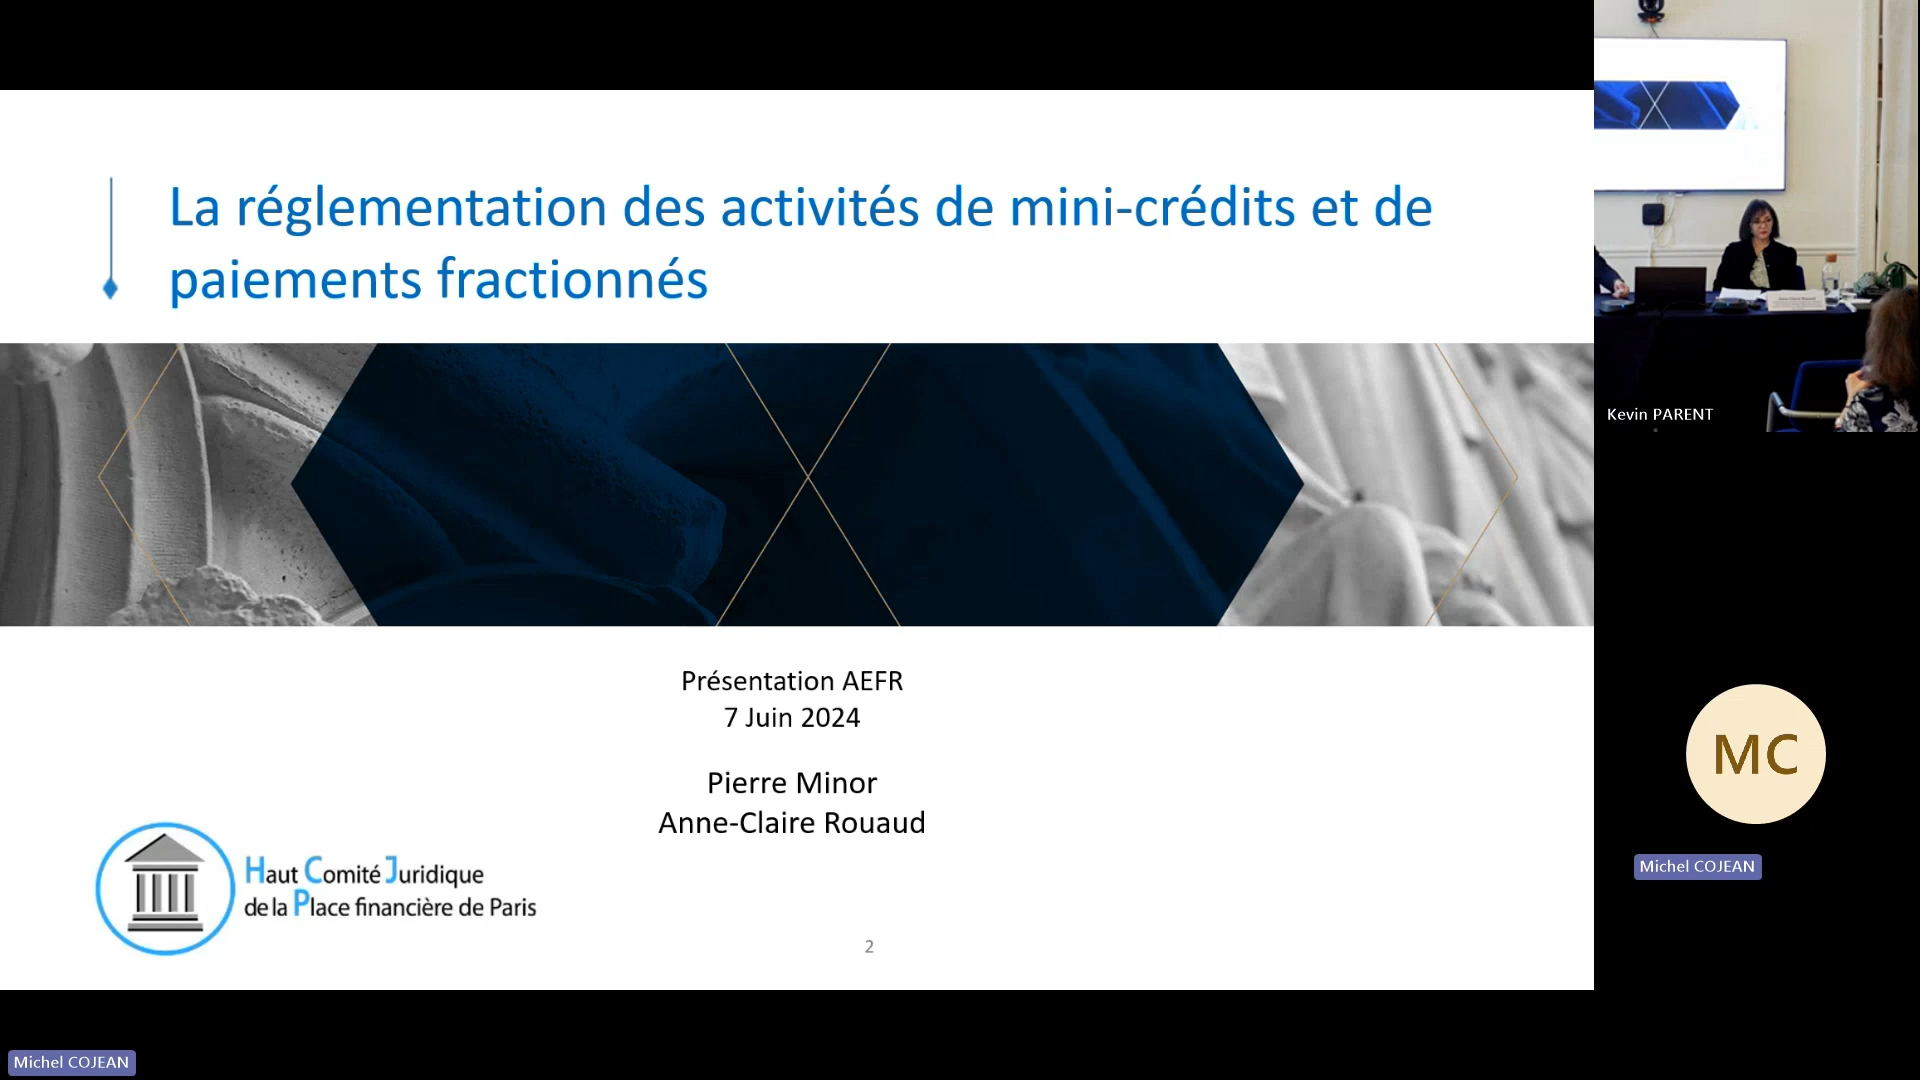 La réglementation des activités de mini-crédits et de
paiements fractionnés
Présentation AEFR
7 Juin 2024
Pierre Minor
Anne-Claire Rouaud
Haut Comité Juridique
de la Place financière de Paris
2
Michel COJEAN
Kevin PARENT
MC
Michel COJEAN